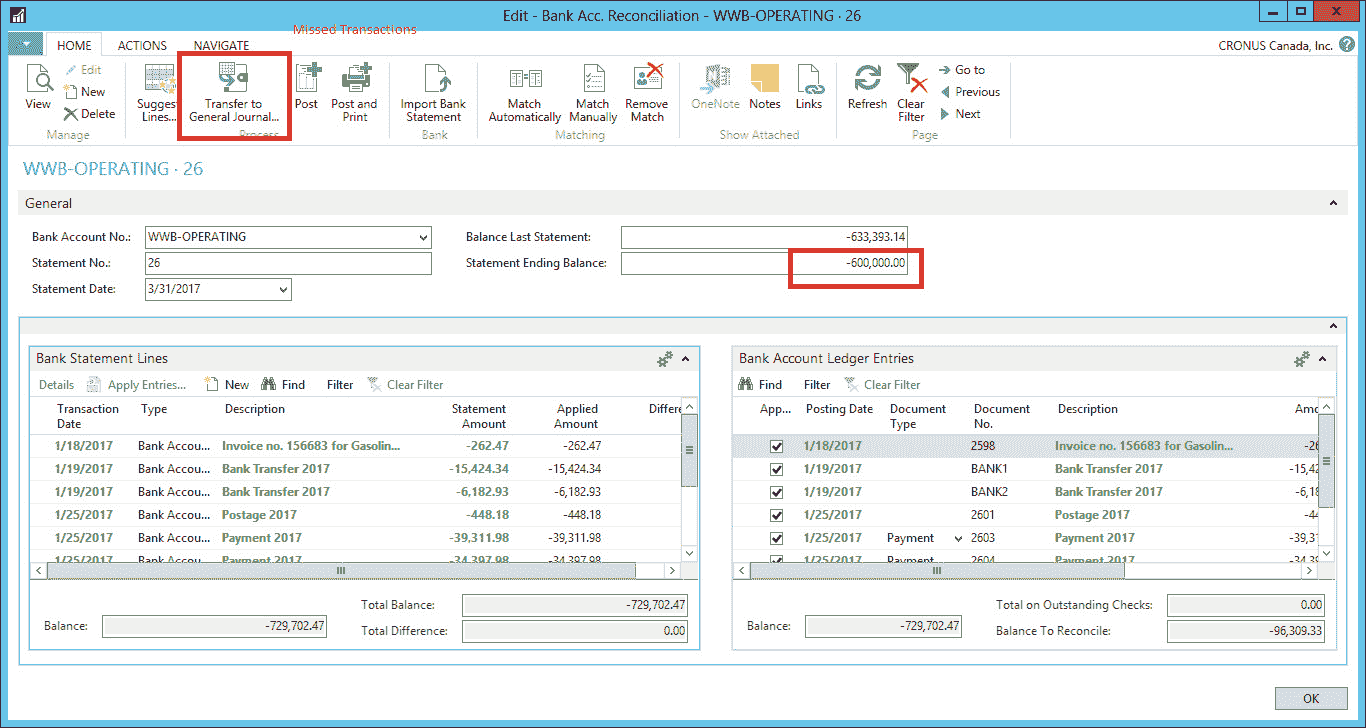 Edit - Bank Acc. Reconciliation - WWB-OPERATING · 26
Missed Transactions
HOME ACTIONS NAVIGATE
CRONUS Canada, Inc.
View
Edit
New
Delete
Manage
Suggest Lines...
Transfer to General Journal...
Post
Post and Print
Process
Import Bank Statement
Bank
Match Automatically
Match Manually
Remove Match
Matching
OneNote
Notes
Links
Show Attached
Refresh
Clear Filter
Go to
Previous
Next
Page
WWB-OPERATING · 26
General
Bank Account No.: WWB-OPERATING
Statement No.: 26
Statement Date: 3/31/2017
Balance Last Statement: -633,393.14
Statement Ending Balance: -600,000.00
Bank Statement Lines
Details Apply Entries... New Find Filter Clear Filter
Transaction Date Type Description Statement Amount Applied Amount
1/18/2017 Bank Accou... Invoice no. 156683 for Gasolin... -262.47 -262.47
1/19/2017 Bank Accou... Bank Transfer 2017 -15,424.34 -15,424.34
1/19/2017 Bank Accou... Bank Transfer 2017 -6,182.93 -6,182.93
1/25/2017 Bank Accou... Postage 2017 -448.18 -448.18
1/25/2017 Bank Accou... Payment 2017 -39,311.98 -39,311.98
1/25/2017 Bank Accou... Payment 2017 -34,397.98 -34,397.98
Balance: -729,702.47
Total Balance: -729,702.47
Total Difference: 0.00
Bank Account Ledger Entries
Find Filter Clear Filter
App... Posting Date Document Type Document No. Description
1/18/2017 2598 Invoice no. 156683 for Gasolin...
1/19/2017 BANK1 Bank Transfer 2017
1/19/2017 BANK2 Bank Transfer 2017
1/25/2017 2601 Postage 2017
1/25/2017 Payment 2603 Payment 2017
1/25/2017 Payment 2604 Payment 2017
Balance: -729,702.47
Total on Outstanding Checks: 0.00
Balance To Reconcile: -96,309.33
OK